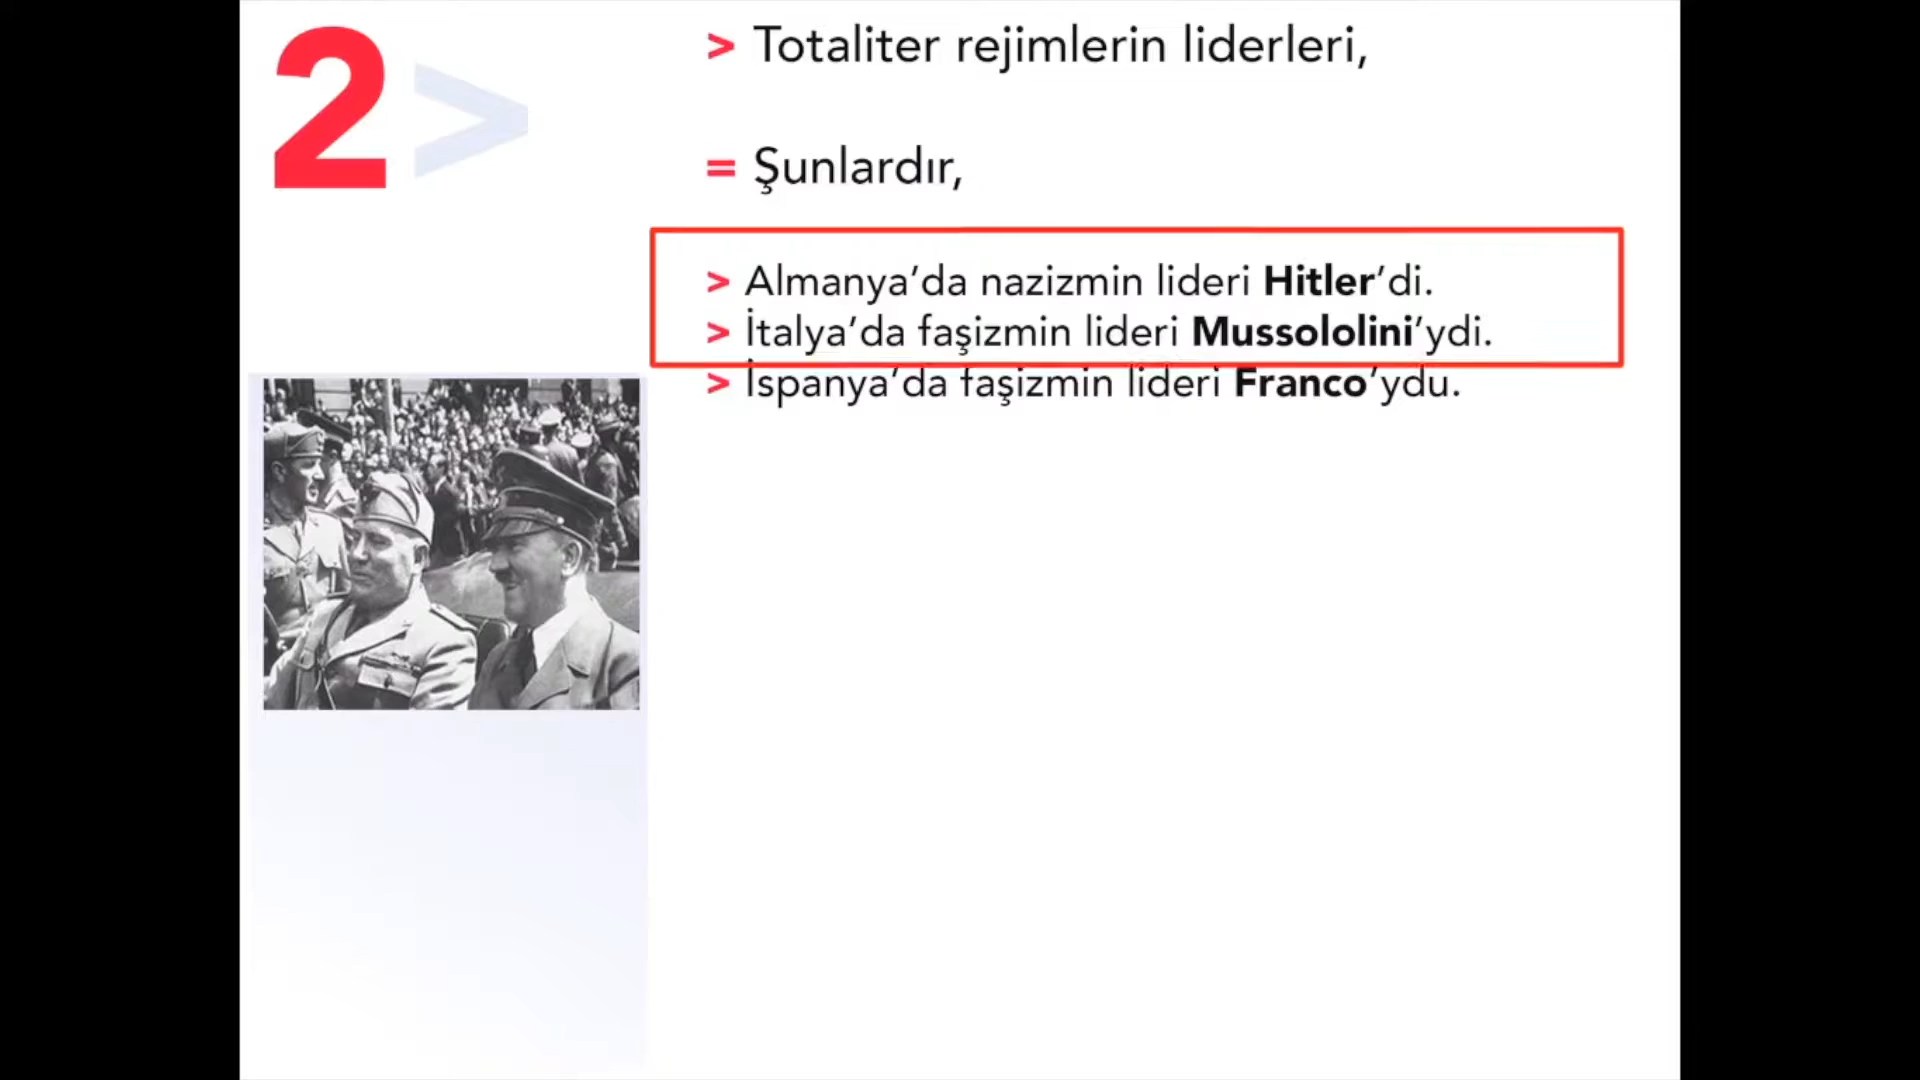 2>
> Totaliter rejimlerin liderleri,
= Şunlardır,
> Almanya’da nazizmin lideri Hitler’di.
> İtalya’da faşizmin lideri Mussololini’ydi.
> İspanya’da faşizmin lideri Franco’ydu.